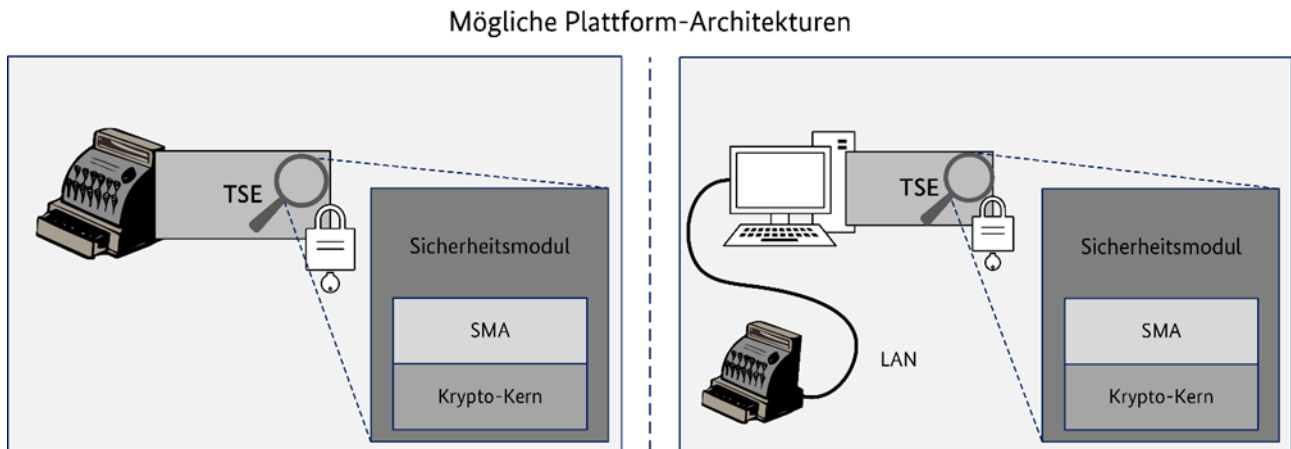 Mögliche Plattform-Architekturen
TSE
Sicherheitsmodul
SMA
Krypto-Kern
TSE
Sicherheitsmodul
SMA
LAN
Krypto-Kern